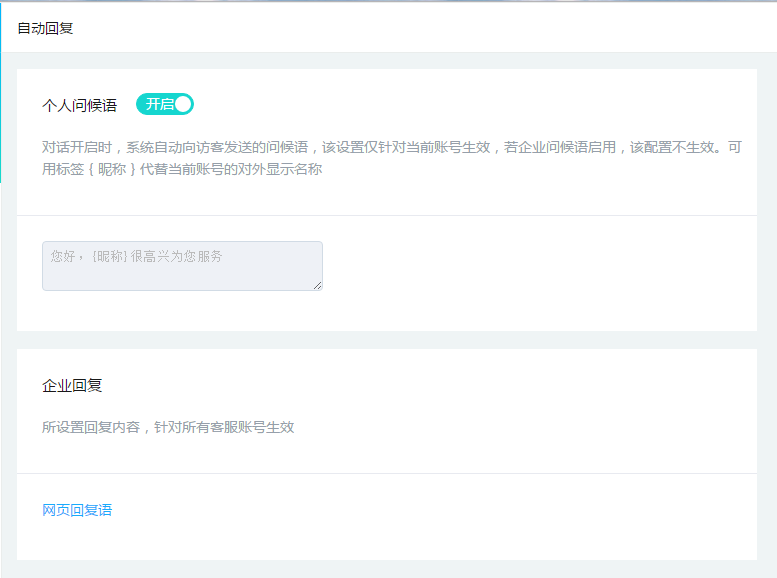 自动回复
个人问候语 开启
对话开启时，系统自动向访客发送的问候语，该设置仅针对当前账号生效，若企业问候语启用，该配置不生效。可
用标签 { 昵称 } 代替当前账号的对外显示名称
您好， {昵称} 很高兴为您服务
企业回复
所设置回复内容，针对所有客服账号生效
网页回复语